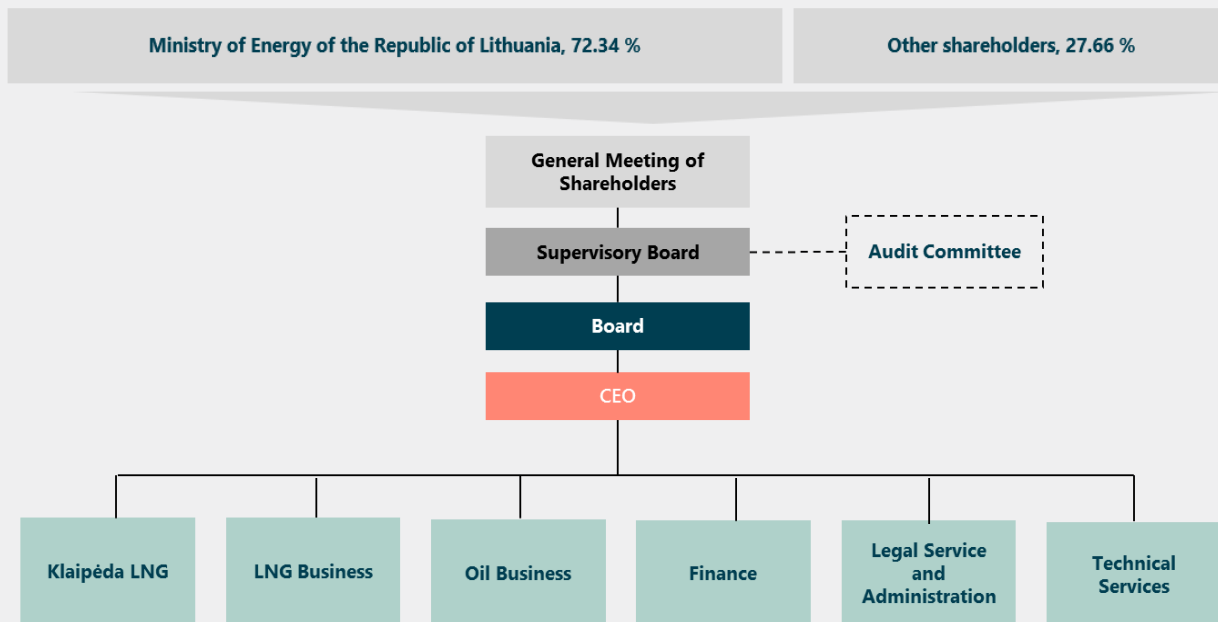 Ministry of Energy of the Republic of Lithuania, 72.34 %
Other shareholders, 27.66 %
General Meeting of
Shareholders
Supervisory Board
Audit Committee
Board
CEO
Klaipėda LNG
LNG Business
Oil Business
Finance
Legal Service
and
Administration
Technical
Services